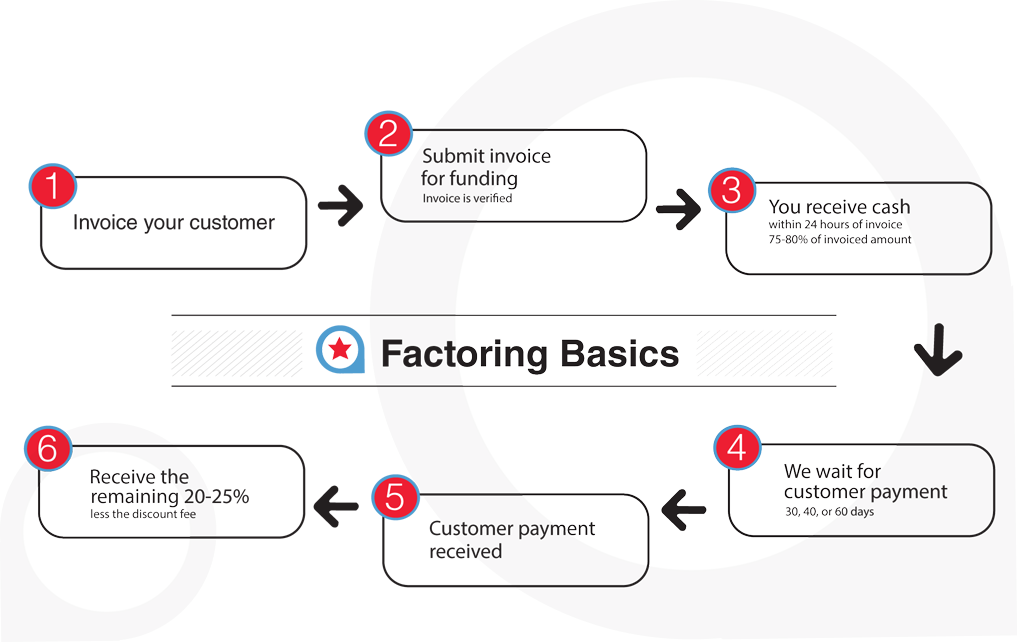 1
Invoice your customer
2
Submit invoice
for funding
Invoice is verified
3
You receive cash
within 24 hours of invoice
75-80% of invoiced amount
Factoring Basics
4
We wait for
customer payment
30, 40, or 60 days
5
Customer payment
received
6
Receive the
remaining 20-25%
less the discount fee